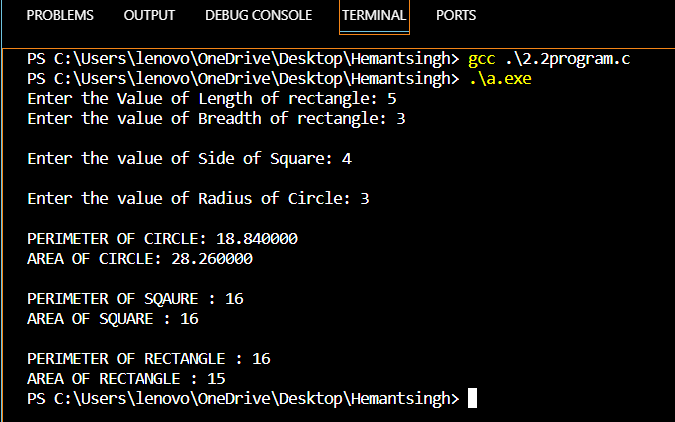 PROBLEMS OUTPUT DEBUG CONSOLE TERMINAL PORTS
PS C:\Users\lenovo\OneDrive\Desktop\Hemantsingh> gcc .\2.2program.c
PS C:\Users\lenovo\OneDrive\Desktop\Hemantsingh> .\a.exe
Enter the Value of Length of rectangle: 5
Enter the value of Breadth of rectangle: 3
Enter the value of Side of Square: 4
Enter the value of Radius of Circle: 3
PERIMETER OF CIRCLE: 18.840000
AREA OF CIRCLE: 28.260000
PERIMETER OF SQAURE : 16
AREA OF SQUARE : 16
PERIMETER OF RECTANGLE : 16
AREA OF RECTANGLE : 15
PS C:\Users\lenovo\OneDrive\Desktop\Hemantsingh>